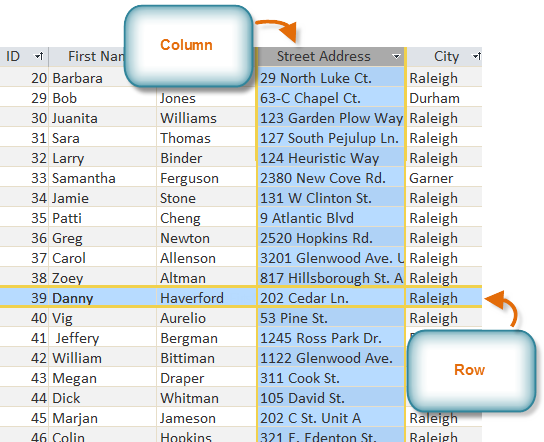 Column
ID First Na Street Address City
20 Barbara 29 North Luke Ct. Raleigh
29 Bob Jones 63-C Chapel Ct. Durham
30 Juanita Williams 123 Garden Plow Way Raleigh
31 Sara Thomas 127 South Pejulup Ln. Raleigh
32 Larry Binder 124 Heuristic Way Raleigh
33 Samantha Ferguson 2380 New Cove Rd. Garner
34 Jamie Stone 131 W Clinton St. Raleigh
35 Patti Cheng 9 Atlantic Blvd Raleigh
36 Greg Newton 2520 Hopkins Rd. Raleigh
37 Carol Allenson 3201 Glenwood Ave. U Raleigh
38 Zoey Altman 817 Hillsborough St. A Raleigh
39 Danny Haverford 202 Cedar Ln. Raleigh
40 Vig Aurelio 53 Pine St. Raleigh
41 Jeffery Bergman 1245 Ross Park Dr.
42 William Bittiman 1122 Glenwood Ave.
43 Megan Draper 311 Cook St.
44 Dick Whitman 105 David St.
45 Marjan Jameson 202 C St. Unit A
46 Colin Hopkins 321 E. Edenton St. Raleigh
Row